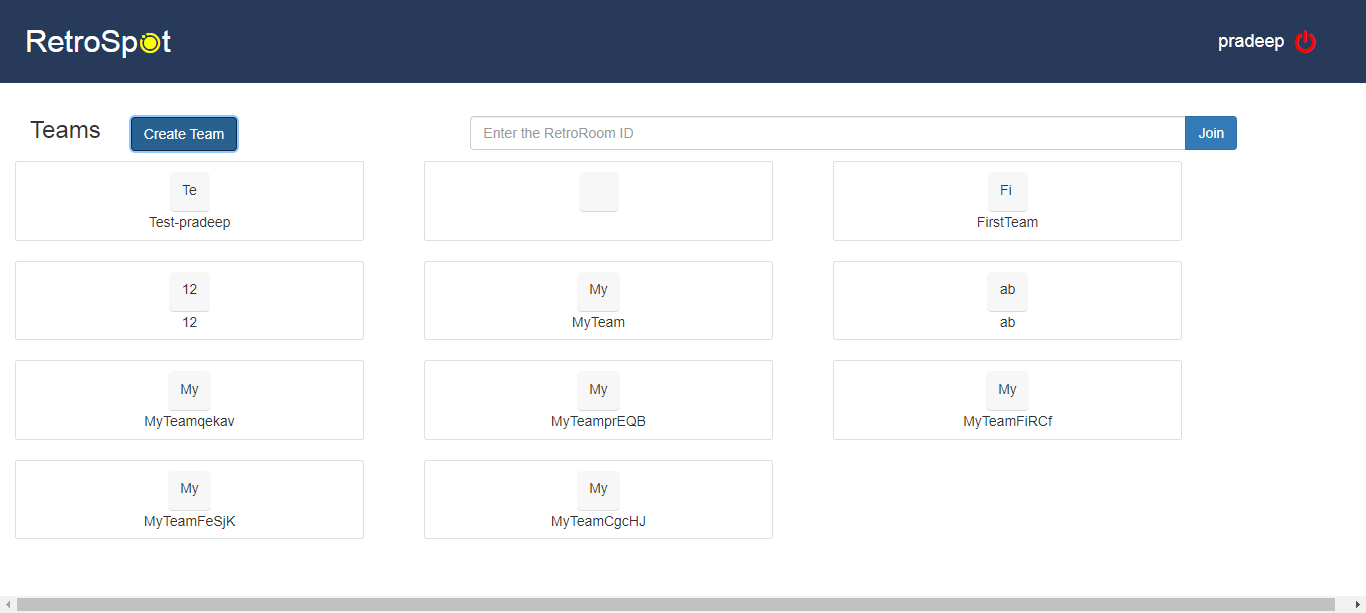 RetroSpot
pradeep
Teams
Create Team
Enter the RetroRoom ID
Join
Te
Test-pradeep
Fi
FirstTeam
12
12
My
MyTeam
ab
ab
My
MyTeamqekav
My
MyTeamprEQB
My
MyTeamFiRCf
My
MyTeamFeSjK
My
MyTeamCgcHJ